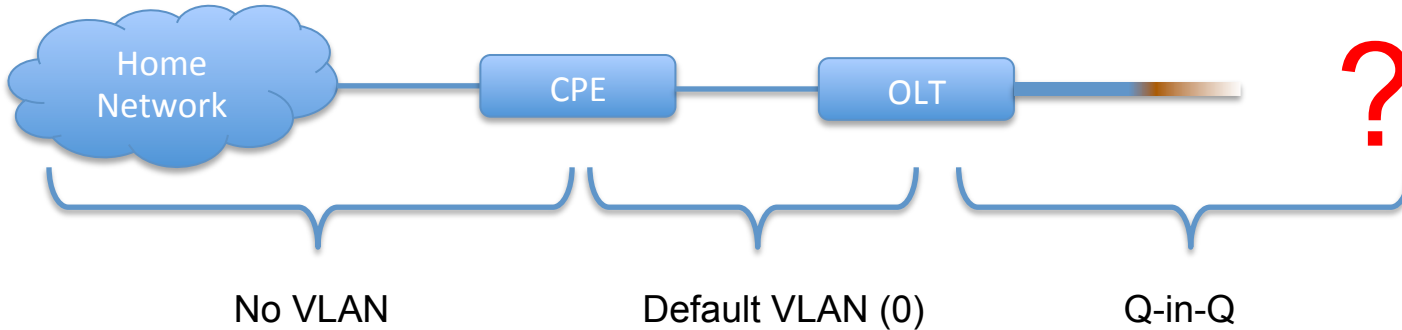 Home
Network
CPE
OLT
?
No VLAN
Default VLAN (0)
Q-in-Q